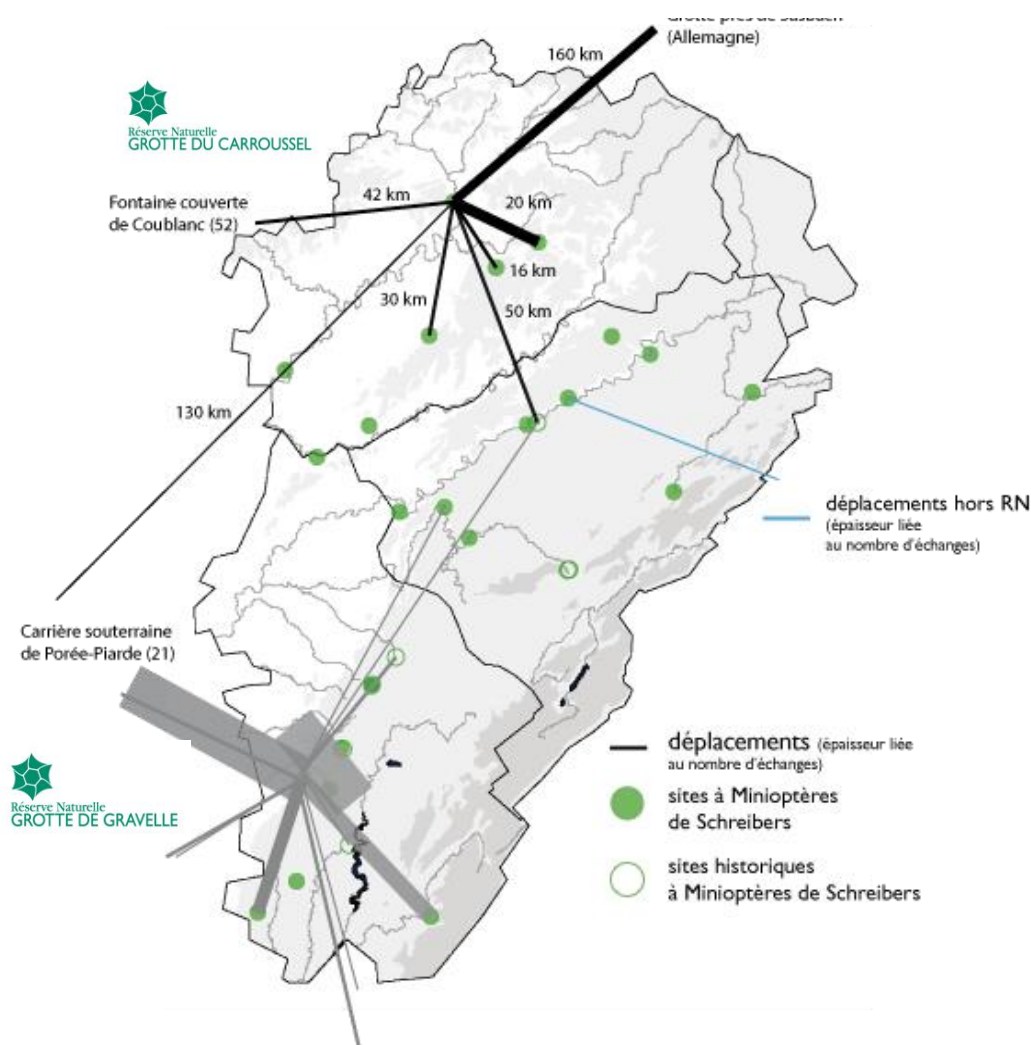 (Allemagne)
160 km
Réserve Naturelle
GROTTE DU CARROUSSEL
42 km
20 km
Fontaine couverte
de Coublanc (52)
16 km
30 km
50 km
130 km
déplacements hors RN
(épaisseur liée
au nombre d'échanges)
Carrière souterraine
de Porée-Piarde (21)
déplacements (épaisseur liée
au nombre d'échanges)
Réserve Naturelle
GROTTE DE GRAVELLE
sites à Minioptères
de Schreibers
sites historiques
à Minioptères de Schreibers